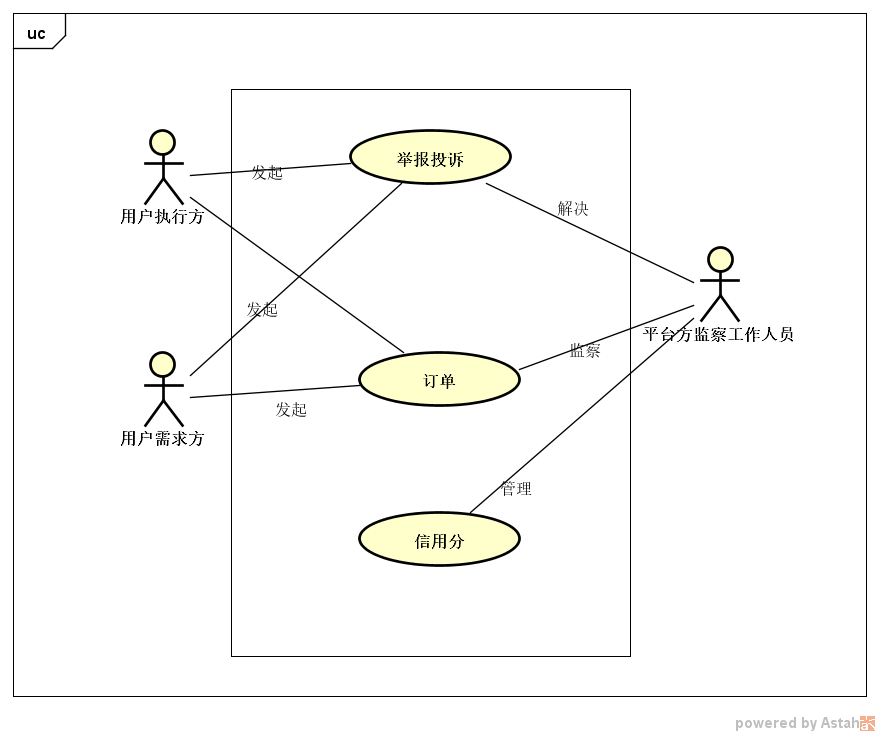 uc
举报投诉
发起
解决
用户执行方
发起
平台方监察工作人员
监察
订单
发起
用户需求方
管理
信用分
powered by Astah